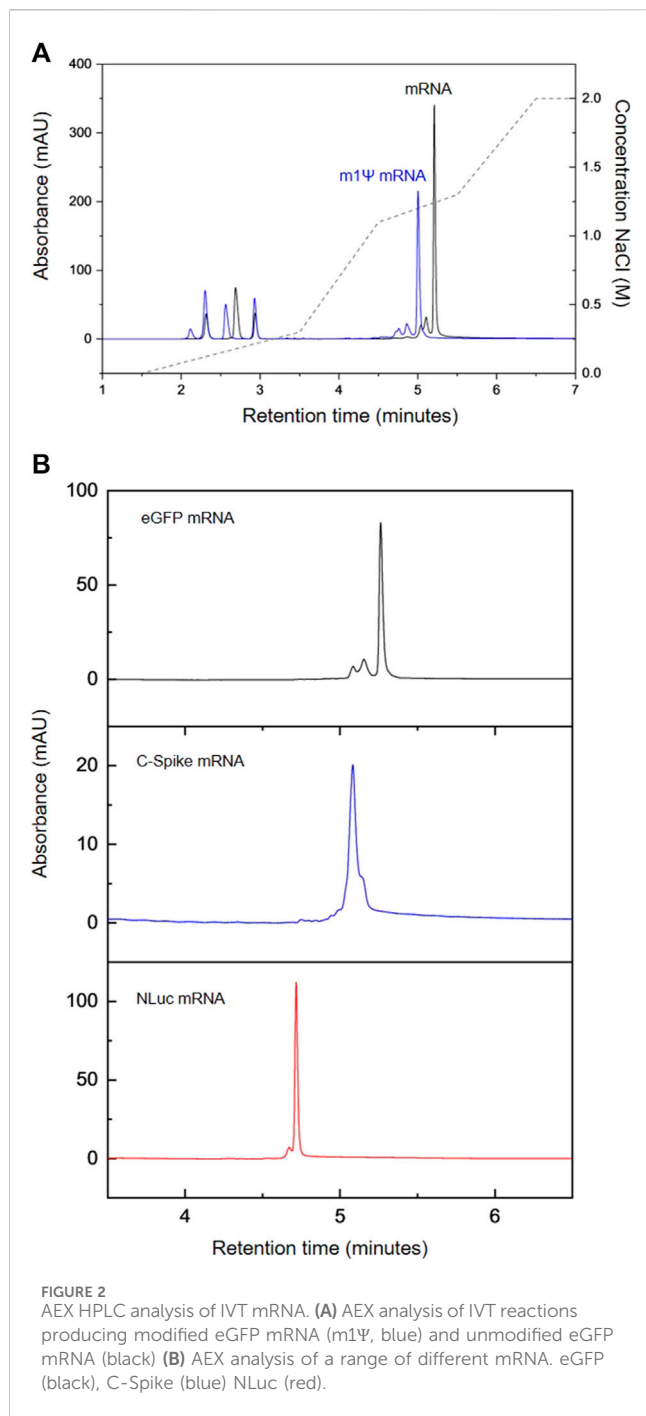 A
400
300
200
100
0
Absorbance (mAU)
mRNA
m1Ψ mRNA
2.0
1.5
1.0
0.5
0.0
Concentration NaCl (M)
1 2 3 4 5 6 7
Retention time (minutes)
B
100
50
0
eGFP mRNA
20
10
0
C-Spike mRNA
Absorbance (mAU)
100
50
0
NLuc mRNA
4 5 6
Retention time (minutes)
FIGURE 2
AEX HPLC analysis of IVT mRNA. (A) AEX analysis of IVT reactions
producing modified eGFP mRNA (m1Ψ, blue) and unmodified eGFP
mRNA (black) (B) AEX analysis of a range of different mRNA. eGFP
(black), C-Spike (blue) NLuc (red).